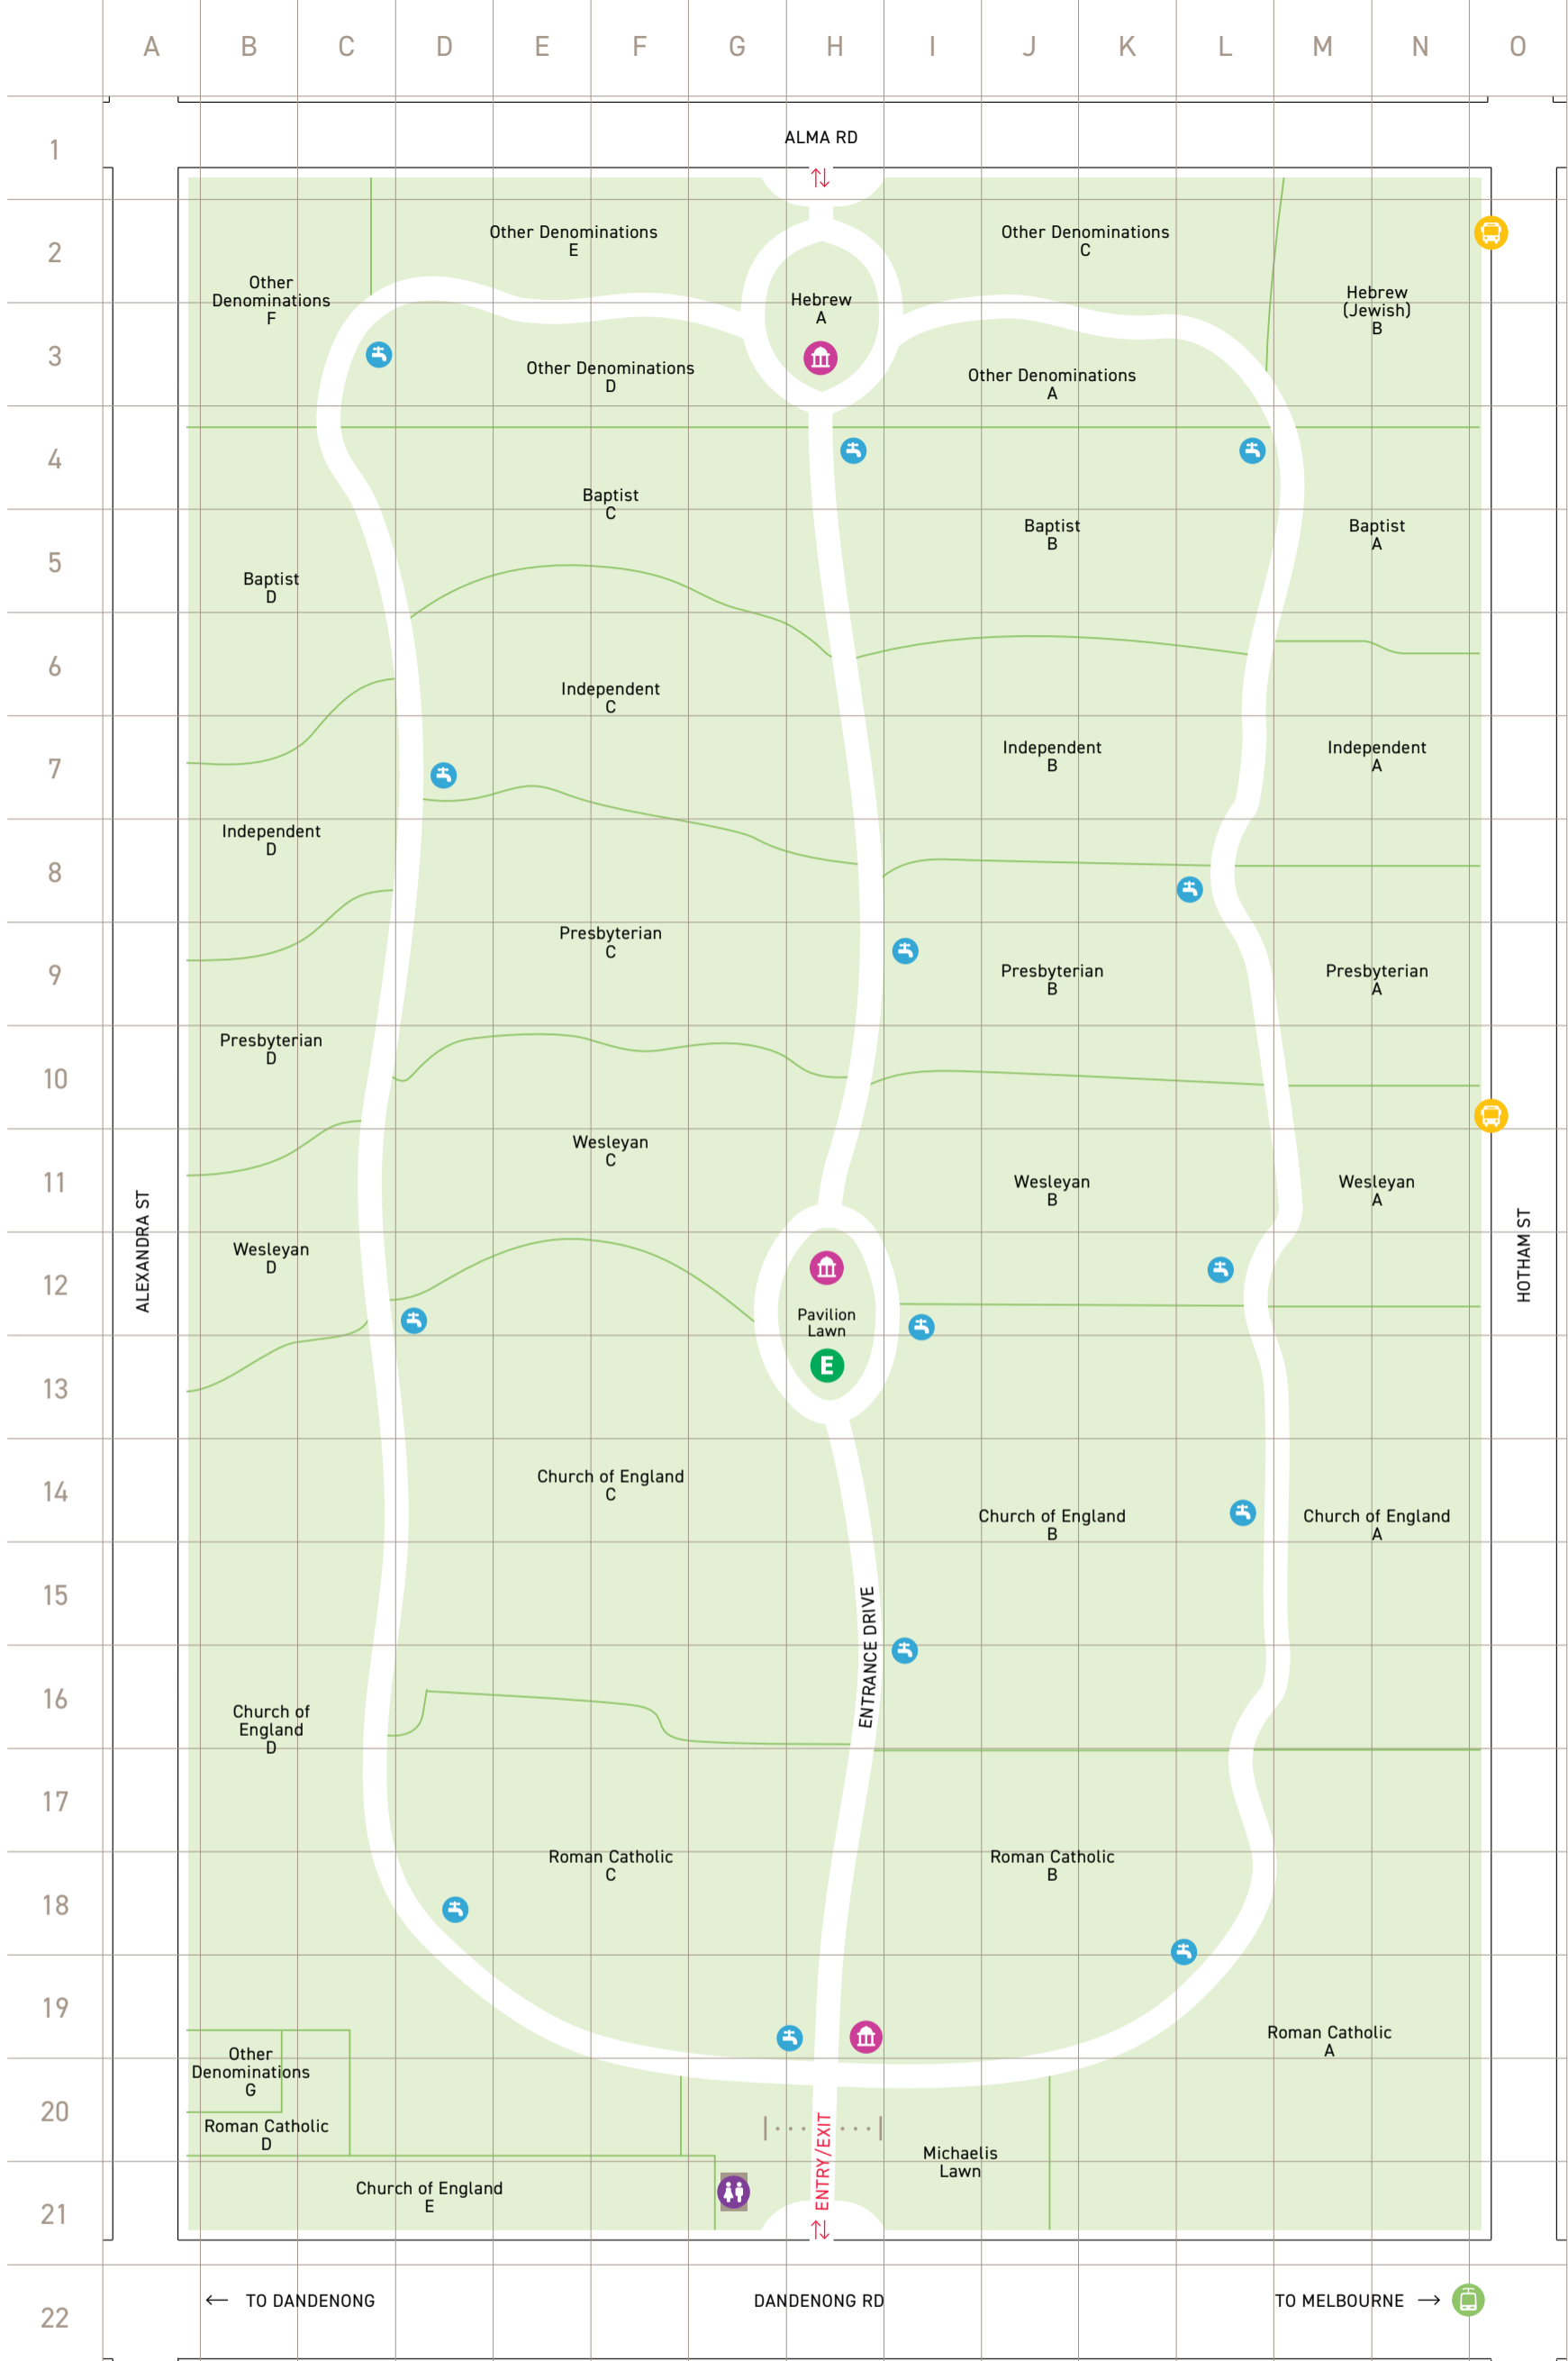 A B C D E F G H I J K L M N O
1
ALMA RD
2
Other Denominations
E
Other Denominations
C
Other
Denominations
F
Hebrew
A
Hebrew
(Jewish)
B
3
Other Denominations
D
Other Denominations
A
4
Baptist
C
Baptist
B
Baptist
A
5
Baptist
D
6
Independent
C
7
Independent
B
Independent
A
Independent
D
8
Presbyterian
C
9
Presbyterian
B
Presbyterian
A
Presbyterian
D
10
Wesleyan
C
11
Wesleyan
B
Wesleyan
A
ALEXANDRA ST
HOTHAM ST
Wesleyan
D
12
Pavilion
Lawn
E
13
Church of England
C
14
Church of England
B
Church of England
A
15
ENTRANCE DRIVE
16
Church of
England
D
17
Roman Catholic
C
Roman Catholic
B
18
19
Roman Catholic
A
Other
Denominations
G
20
Roman Catholic
D
ENTRY/EXIT
Michaelis
Lawn
Church of England
E
21
TO DANDENONG
DANDENONG RD
TO MELBOURNE
22